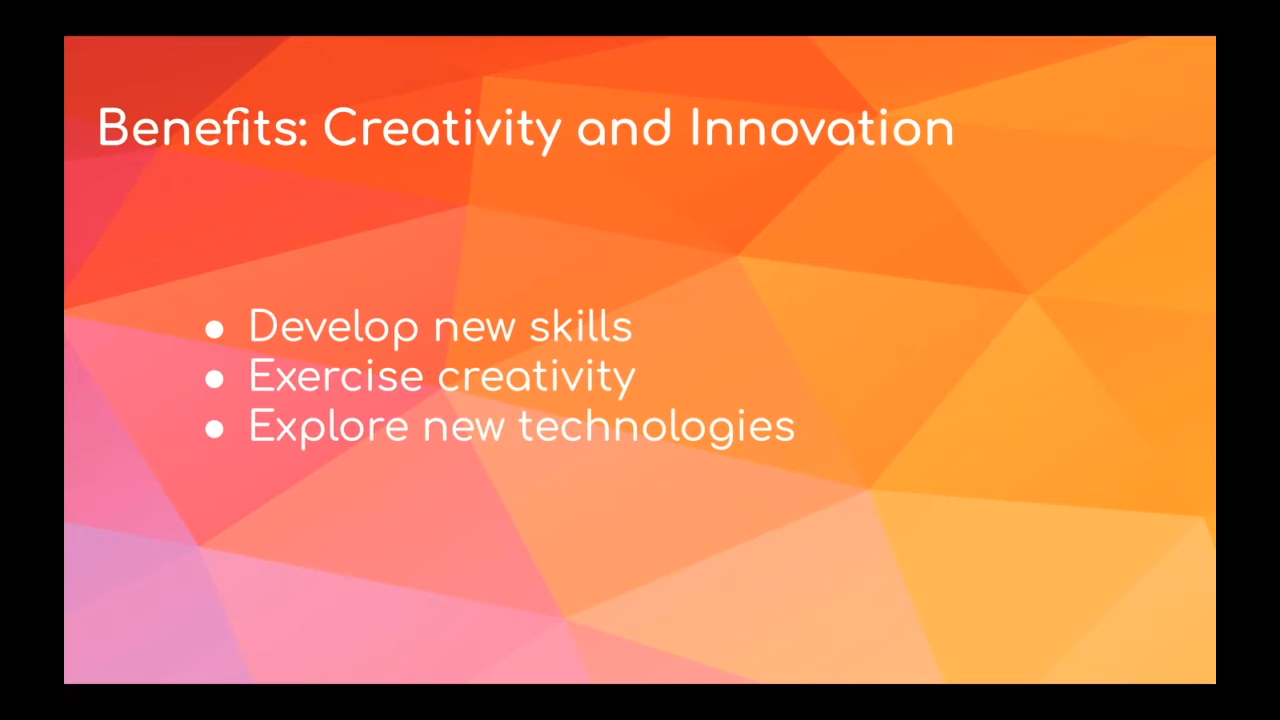 Benefits: Creativity and Innovation
● Develop new skills
● Exercise creativity
● Explore new technologies